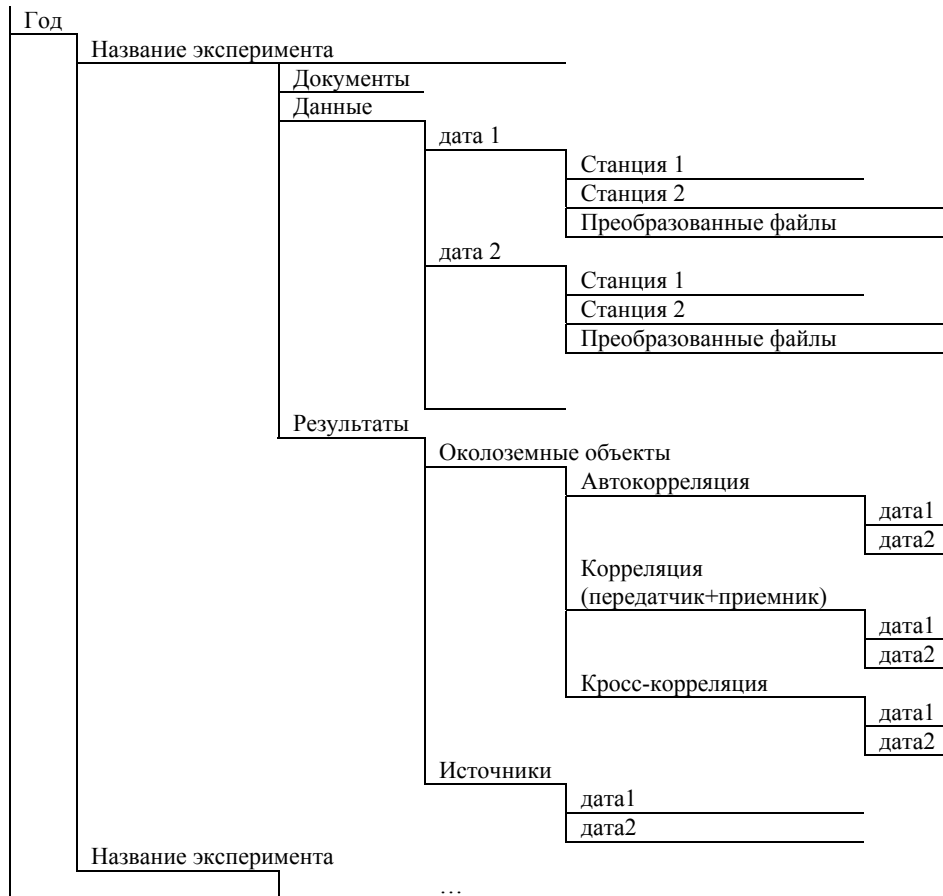 Год
Название эксперимента
Документы
Данные
дата 1
Станция 1
Станция 2
Преобразованные файлы
дата 2
Станция 1
Станция 2
Преобразованные файлы
Результаты
Околоземные объекты
Автокорреляция
дата1
дата2
Корреляция
(передатчик+приемник)
дата1
дата2
Кросс-корреляция
дата1
дата2
Источники
дата1
дата2
Название эксперимента
…